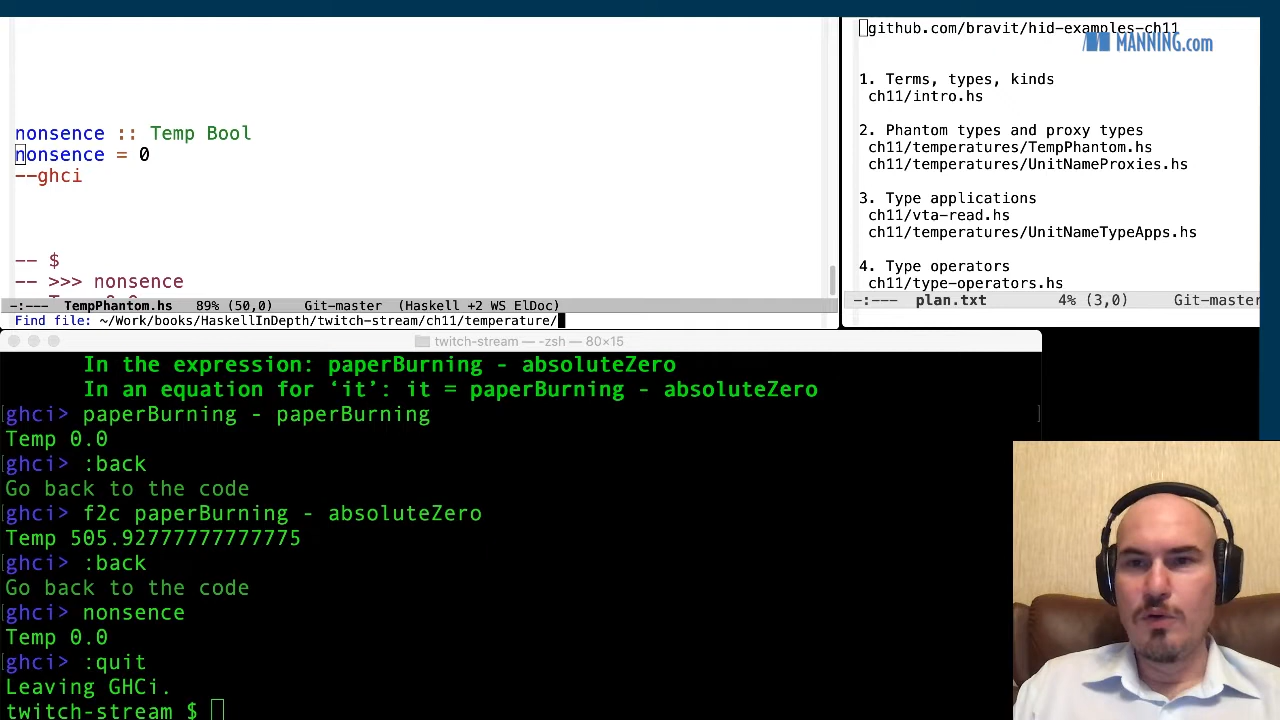 nonsence :: Temp Bool
nonsence = 0
--ghci
-- $
-- >>> nonsence
-:--- TempPhantom.hs 89% (50,0) Git-master (Haskell +2 WS ElDoc)
Find file: ~/Work/books/HaskellInDepth/twitch-stream/ch11/temperature/
github.com/bravit/hid-examples-ch11
MANNING.com
1. Terms, types, kinds
ch11/intro.hs
2. Phantom types and proxy types
ch11/temperatures/TempPhantom.hs
ch11/temperatures/UnitNameProxies.hs
3. Type applications
ch11/vta-read.hs
ch11/temperatures/UnitNameTypeApps.hs
4. Type operators
ch11/type-operators.hs
-:--- plan.txt 4% (3,0) Git-master
twitch-stream — -zsh — 80×15
In the expression: paperBurning - absoluteZero
In an equation for ‘it’: it = paperBurning - absoluteZero
ghci> paperBurning - paperBurning
Temp 0.0
ghci> :back
Go back to the code
ghci> f2c paperBurning - absoluteZero
Temp 505.92777777777775
ghci> :back
Go back to the code
ghci> nonsence
Temp 0.0
ghci> :quit
Leaving GHCi.
twitch-stream $